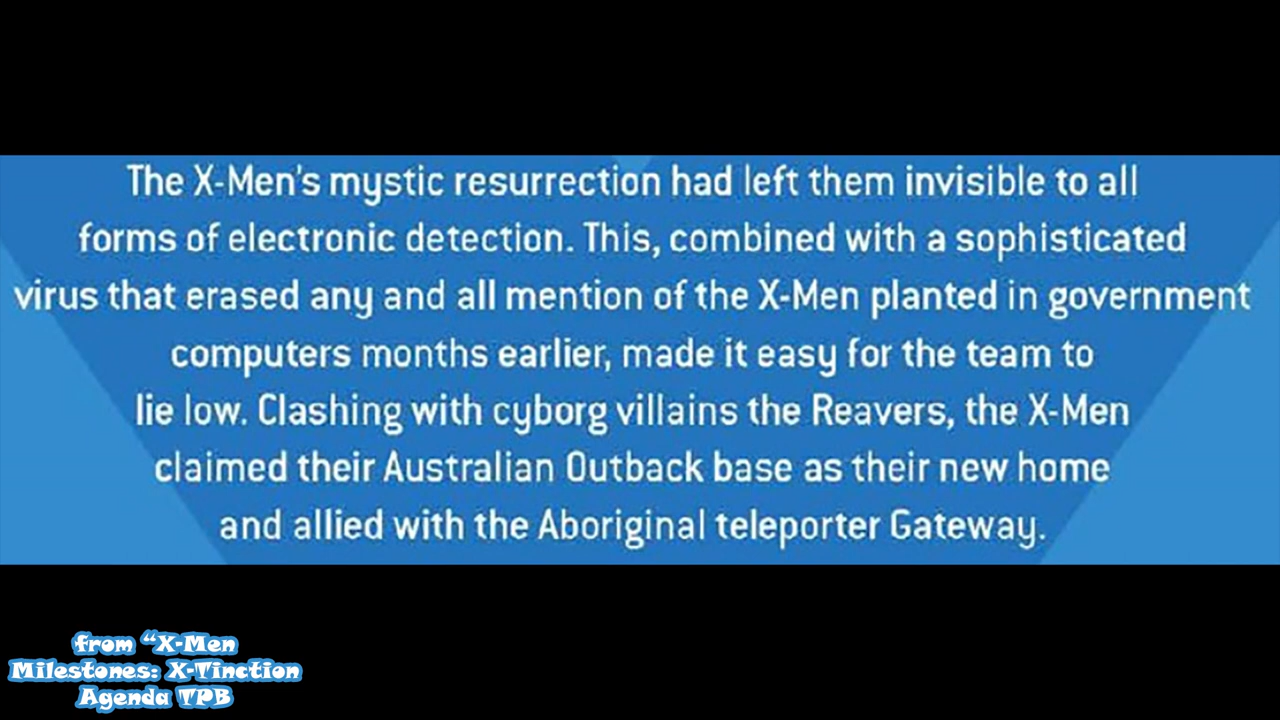 The X-Men's mystic resurrection had left them invisible to all
forms of electronic detection. This, combined with a sophisticated
virus that erased any and all mention of the X-Men planted in government
computers months earlier, made it easy for the team to
lie low. Clashing with cyborg villains the Reavers, the X-Men
claimed their Australian Outback base as their new home
and allied with the Aboriginal teleporter Gateway.
from “X-Men
Milestones: X-Tinction
Agenda TPB